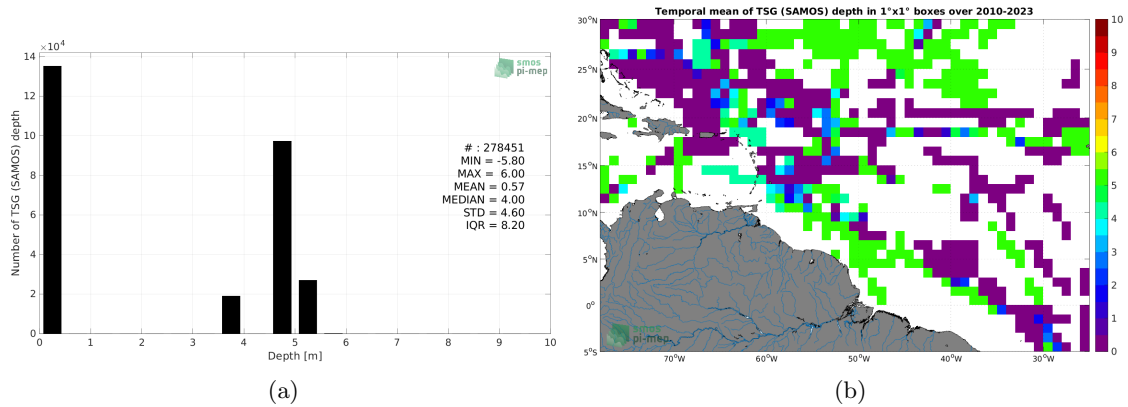 ×10⁴
14
12
10
8
6
4
2
0
Number of TSG (SAMOS) depth
0 1 2 3 4 5 6 7 8 9 10
Depth [m]
smos
pi-mep
# : 278451
MIN = -5.80
MAX = 6.00
MEAN = 0.57
MEDIAN = 4.00
STD = 4.60
IQR = 8.20
(a)
Temporal mean of TSG (SAMOS) depth in 1°x1° boxes over 2010-2023
30°N
25°N
20°N
15°N
10°N
5°N
0°
5°S
70°W 60°W 50°W 40°W 30°W
smos
pi-mep
10
9
8
7
6
5
4
3
2
1
0
(b)